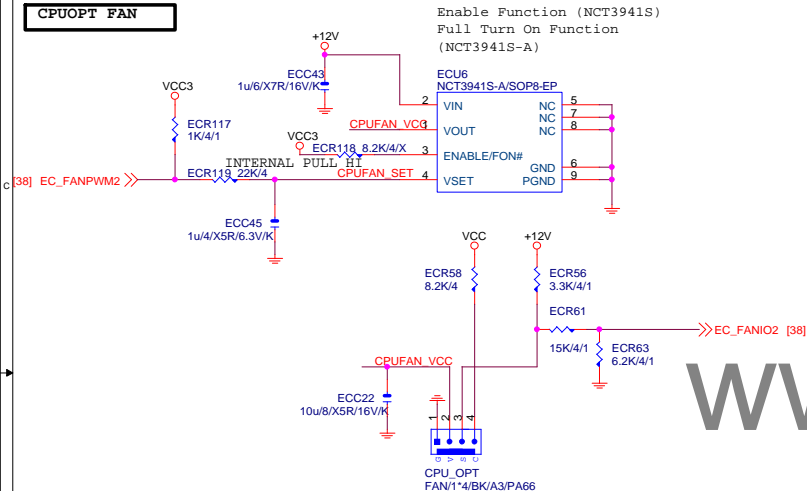 CPUOPT FAN
Enable Function (NCT3941S)
Full Turn On Function
(NCT3941S-A)
+12V
ECC43
1u/6/X7R/16V/K
ECU6
NCT3941S-A/SOP8-EP
VCC3
ECR117
1K/4/1
2 VIN
NC 5
NC 7
CPUFAN_VCC 1 VOUT
NC 8
VCC3
ECR118 8.2K/4/X
3 ENABLE/FON#
INTERNAL PULL HI
GND 6
C
[38] EC_FANPWM2
ECR119 22K/4
CPUFAN_SET 4 VSET
PGND 9
ECC45
1u/4/X5R/6.3V/K
VCC
+12V
ECR58
8.2K/4
ECR56
3.3K/4/1
ECR61
15K/4/1
EC_FANIO2 [38]
ECR63
6.2K/4/1
CPUFAN_VCC
ECC22
10u/8/X5R/16V/K
1 2 3 4
G V S C
CPU_OPT
FAN/1*4/BK/A3/PA66